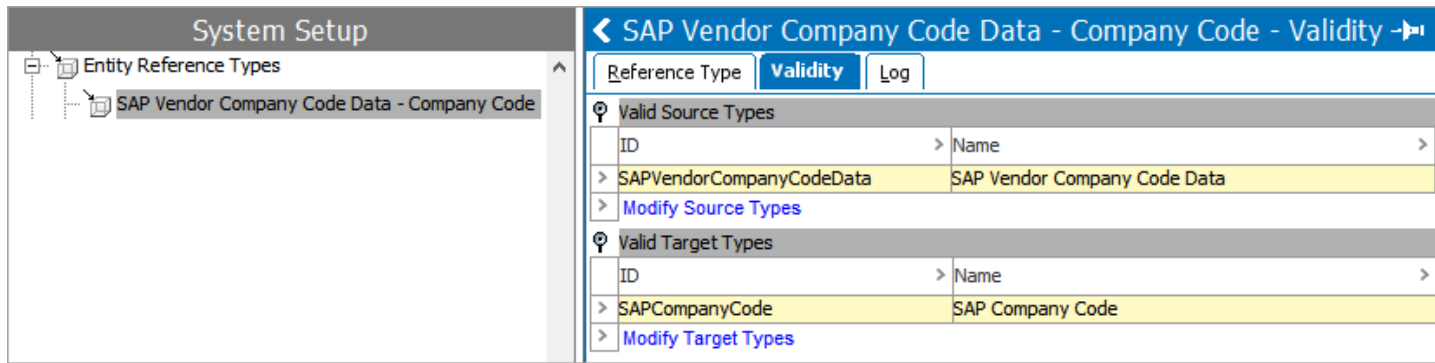 System Setup
Entity Reference Types
SAP Vendor Company Code Data - Company Code
SAP Vendor Company Code Data - Company Code - Validity
Reference Type Validity Log
Valid Source Types
ID > Name >
> SAPVendorCompanyCodeData SAP Vendor Company Code Data
> Modify Source Types
Valid Target Types
ID > Name >
> SAPCompanyCode SAP Company Code
> Modify Target Types